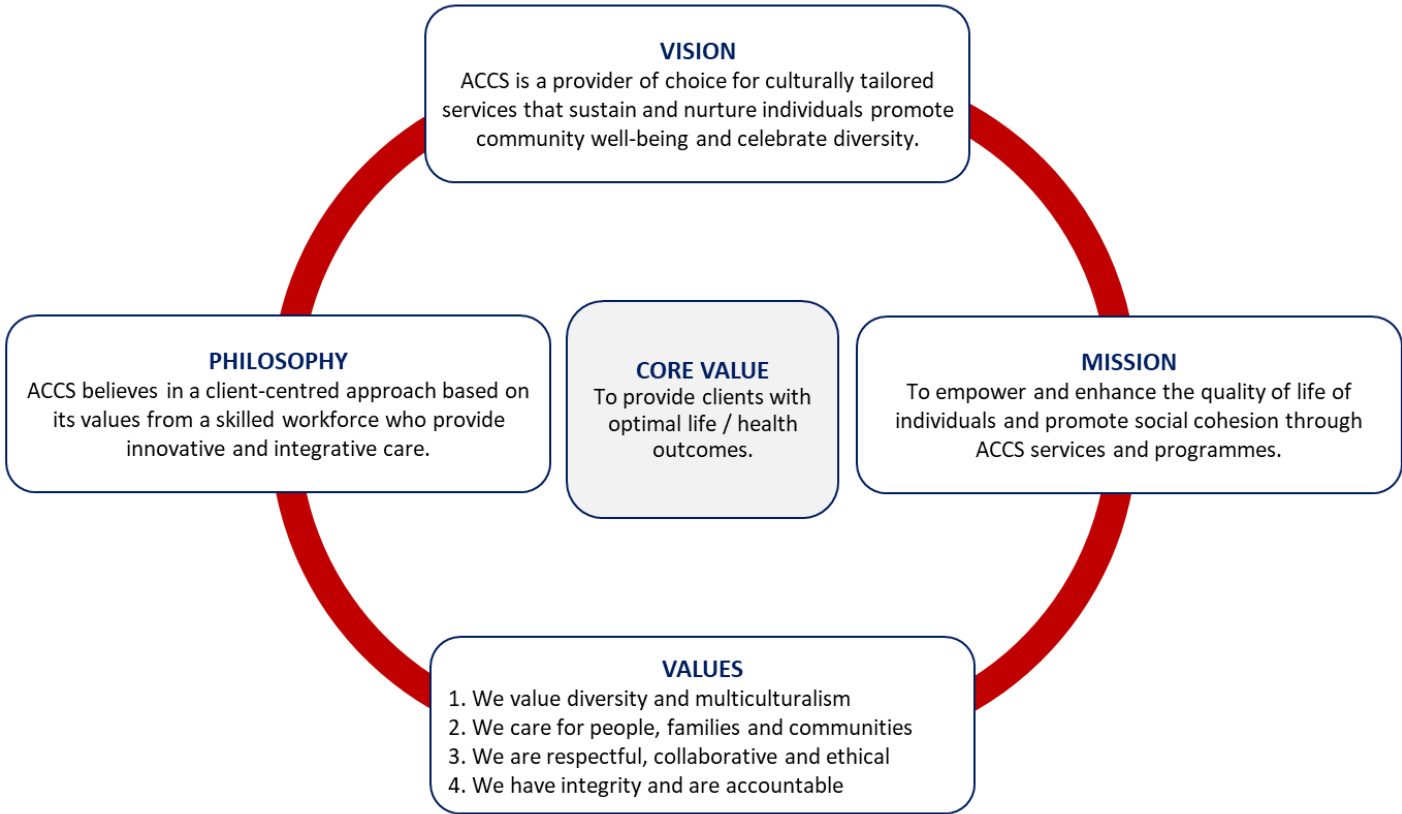 VISION
ACCS is a provider of choice for culturally tailored
services that sustain and nurture individuals promote
community well-being and celebrate diversity.
PHILOSOPHY
ACCS believes in a client-centred approach based on
its values from a skilled workforce who provide
innovative and integrative care.
CORE VALUE
To provide clients with
optimal life / health
outcomes.
MISSION
To empower and enhance the quality of life of
individuals and promote social cohesion through
ACCS services and programmes.
VALUES
1. We value diversity and multiculturalism
2. We care for people, families and communities
3. We are respectful, collaborative and ethical
4. We have integrity and are accountable